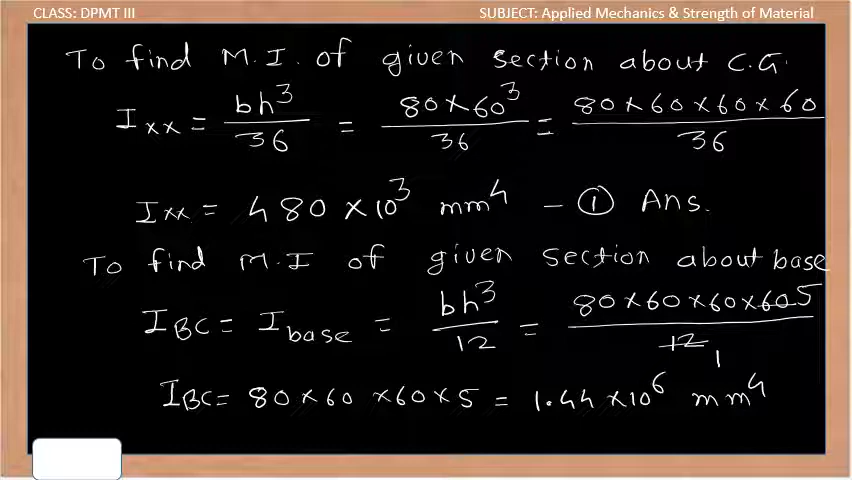 CLASS: DPMT III
SUBJECT: Applied Mechanics & Strength of Material
To find M.I. of given section about C.G.
Ixx = bh³/36 = 80×60³/36 = 80×60×60×60/36
Ixx = 480×10³ mm⁴ – ① Ans.
To find M.I of given section about base
IBC = Ibase = bh³/12 = 80×60×60×60 5/12 1
IBC = 80×60×60×5 = 1.44×10⁶ mm⁴